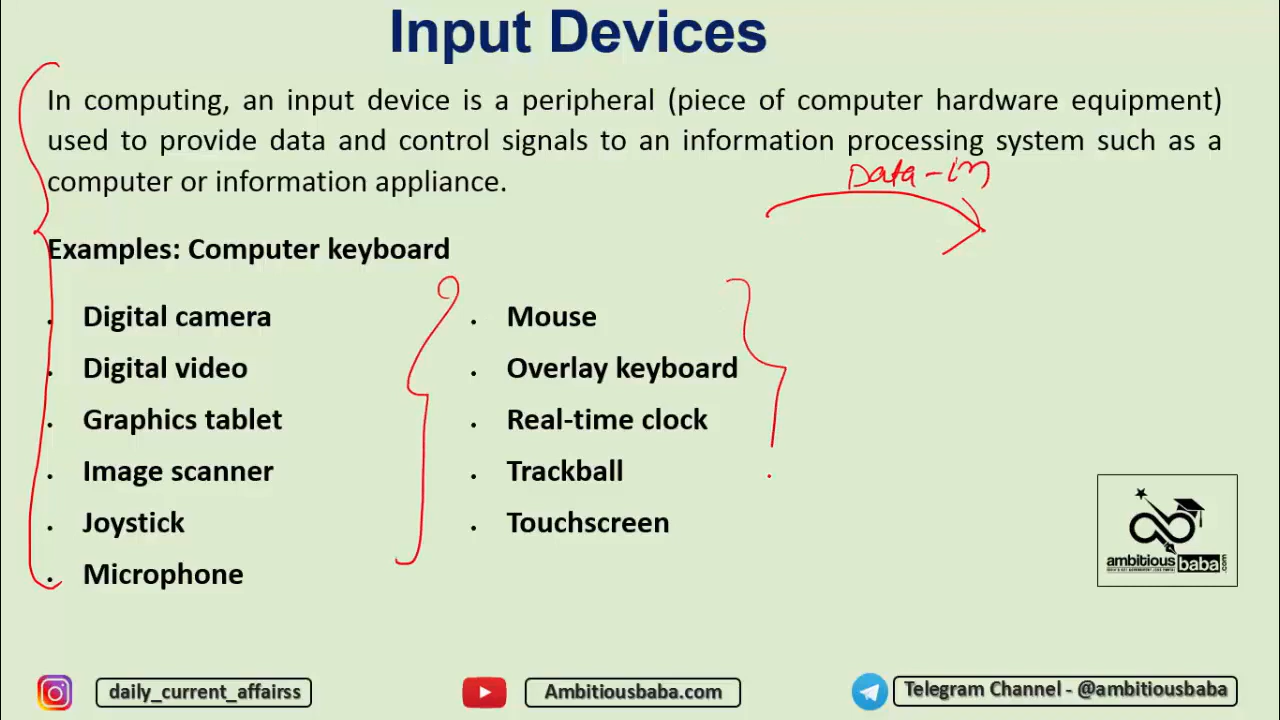 Input Devices
In computing, an input device is a peripheral (piece of computer hardware equipment)
used to provide data and control signals to an information processing system such as a
computer or information appliance.
Data-in
Examples: Computer keyboard
. Digital camera
. Digital video
. Graphics tablet
. Image scanner
. Joystick
. Microphone
. Mouse
. Overlay keyboard
. Real-time clock
. Trackball
. Touchscreen
ambitious baba .com
daily_current_affairss
Ambitiousbaba.com
Telegram Channel - @ambitiousbaba